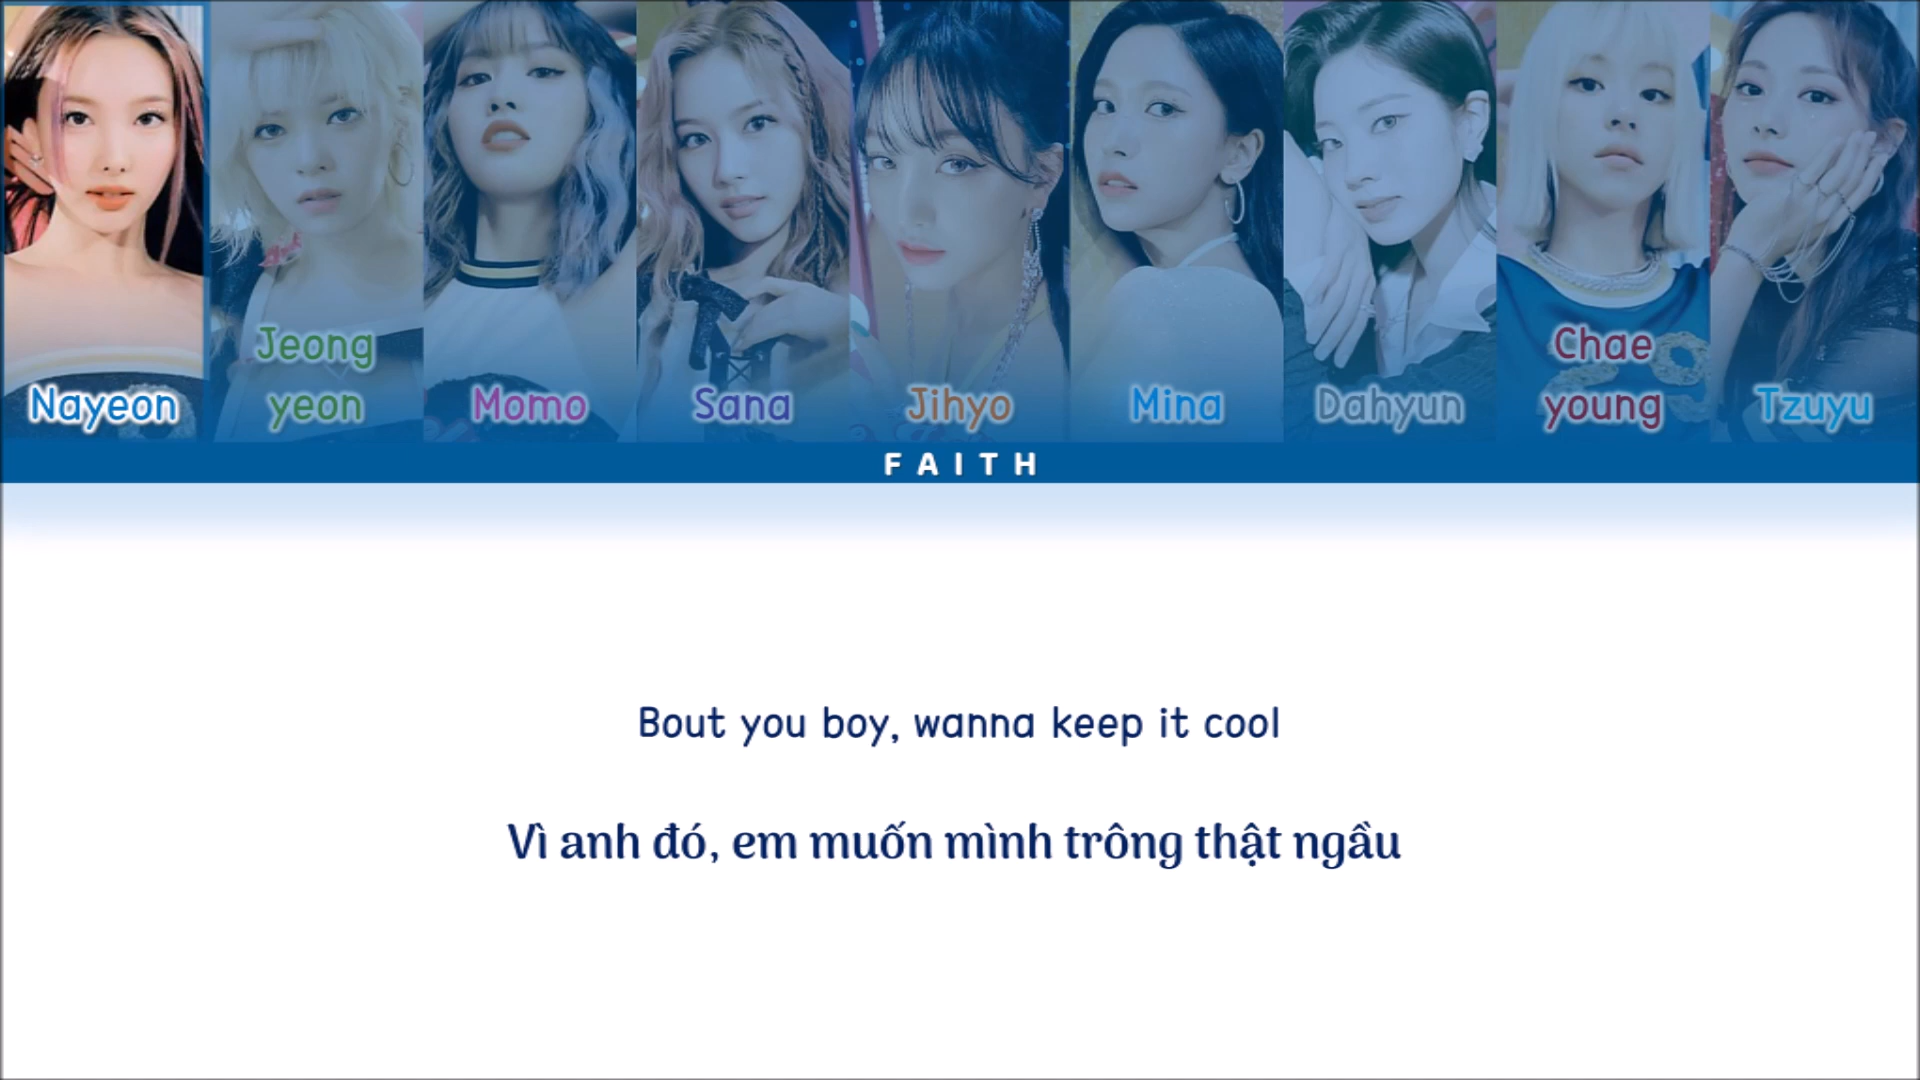 Nayeon
Jeong
yeon
Momo
Sana
Jihyo
Mina
Dahyun
Chae
young
Tzuyu
FAITH
Bout you boy, wanna keep it cool
Vì anh đó, em muốn mình trông thật ngầu